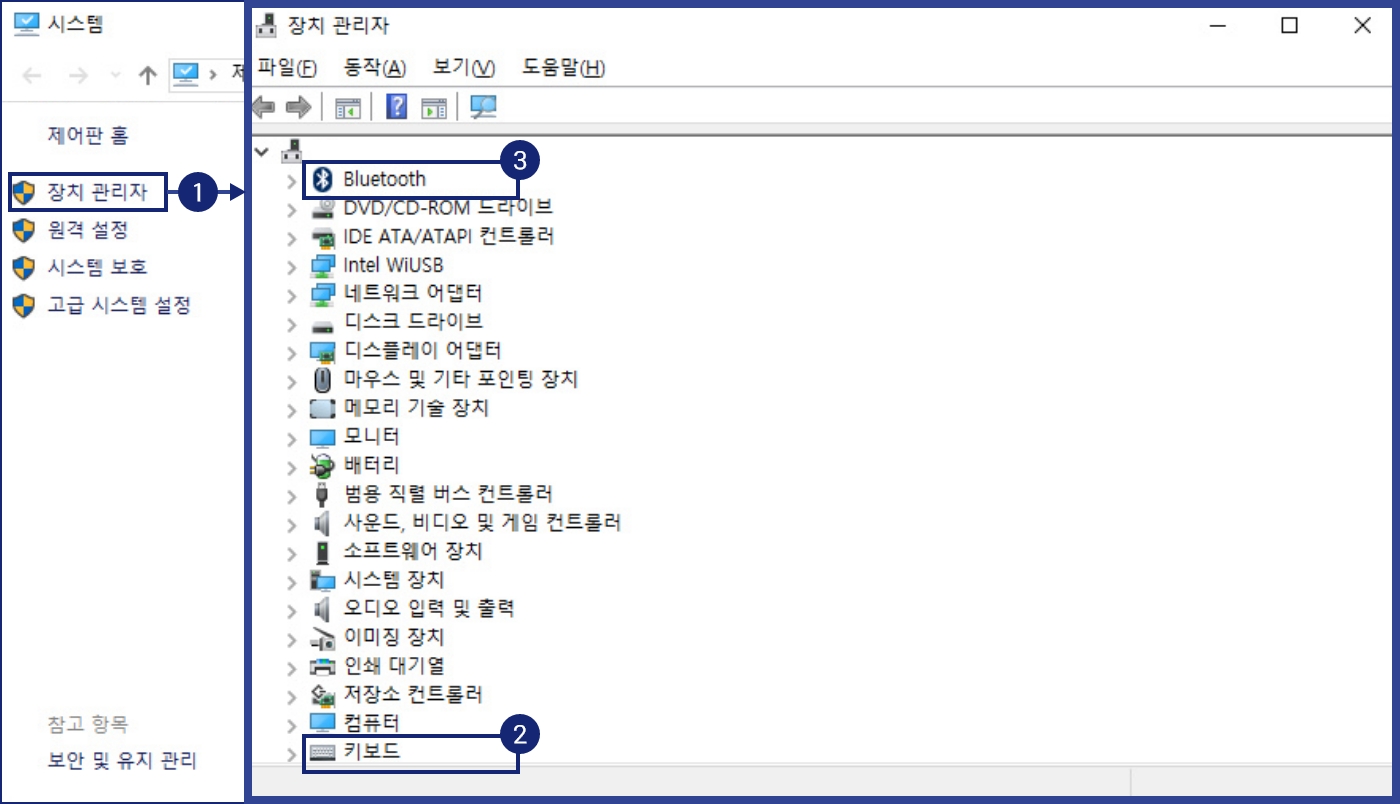 시스템
제어판 홈
장치 관리자
1
원격 설정
시스템 보호
고급 시스템 설정
참고 항목
보안 및 유지 관리
장치 관리자
파일(F) 동작(A) 보기(V) 도움말(H)
3
Bluetooth
DVD/CD-ROM 드라이브
IDE ATA/ATAPI 컨트롤러
Intel WiUSB
네트워크 어댑터
디스크 드라이브
디스플레이 어댑터
마우스 및 기타 포인팅 장치
메모리 기술 장치
모니터
배터리
범용 직렬 버스 컨트롤러
사운드, 비디오 및 게임 컨트롤러
소프트웨어 장치
시스템 장치
오디오 입력 및 출력
이미징 장치
인쇄 대기열
저장소 컨트롤러
컴퓨터
2
키보드